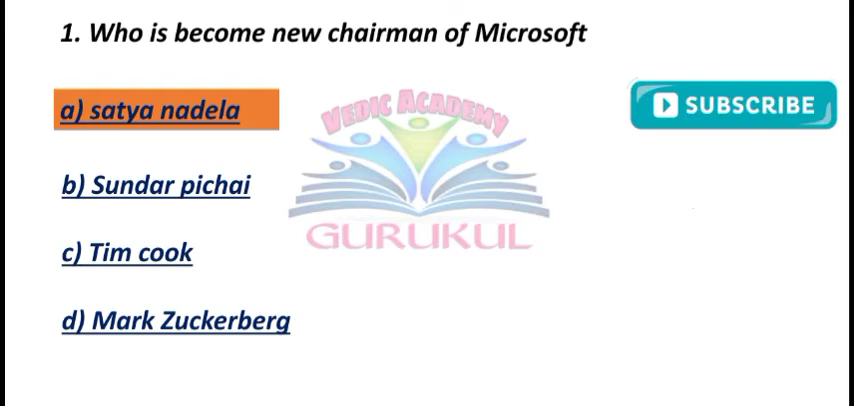 1. Who is become new chairman of Microsoft
a) satya nadela
VEDIC ACADEMY
SUBSCRIBE
b) Sundar pichai
GURUKUL
c) Tim cook
d) Mark Zuckerberg